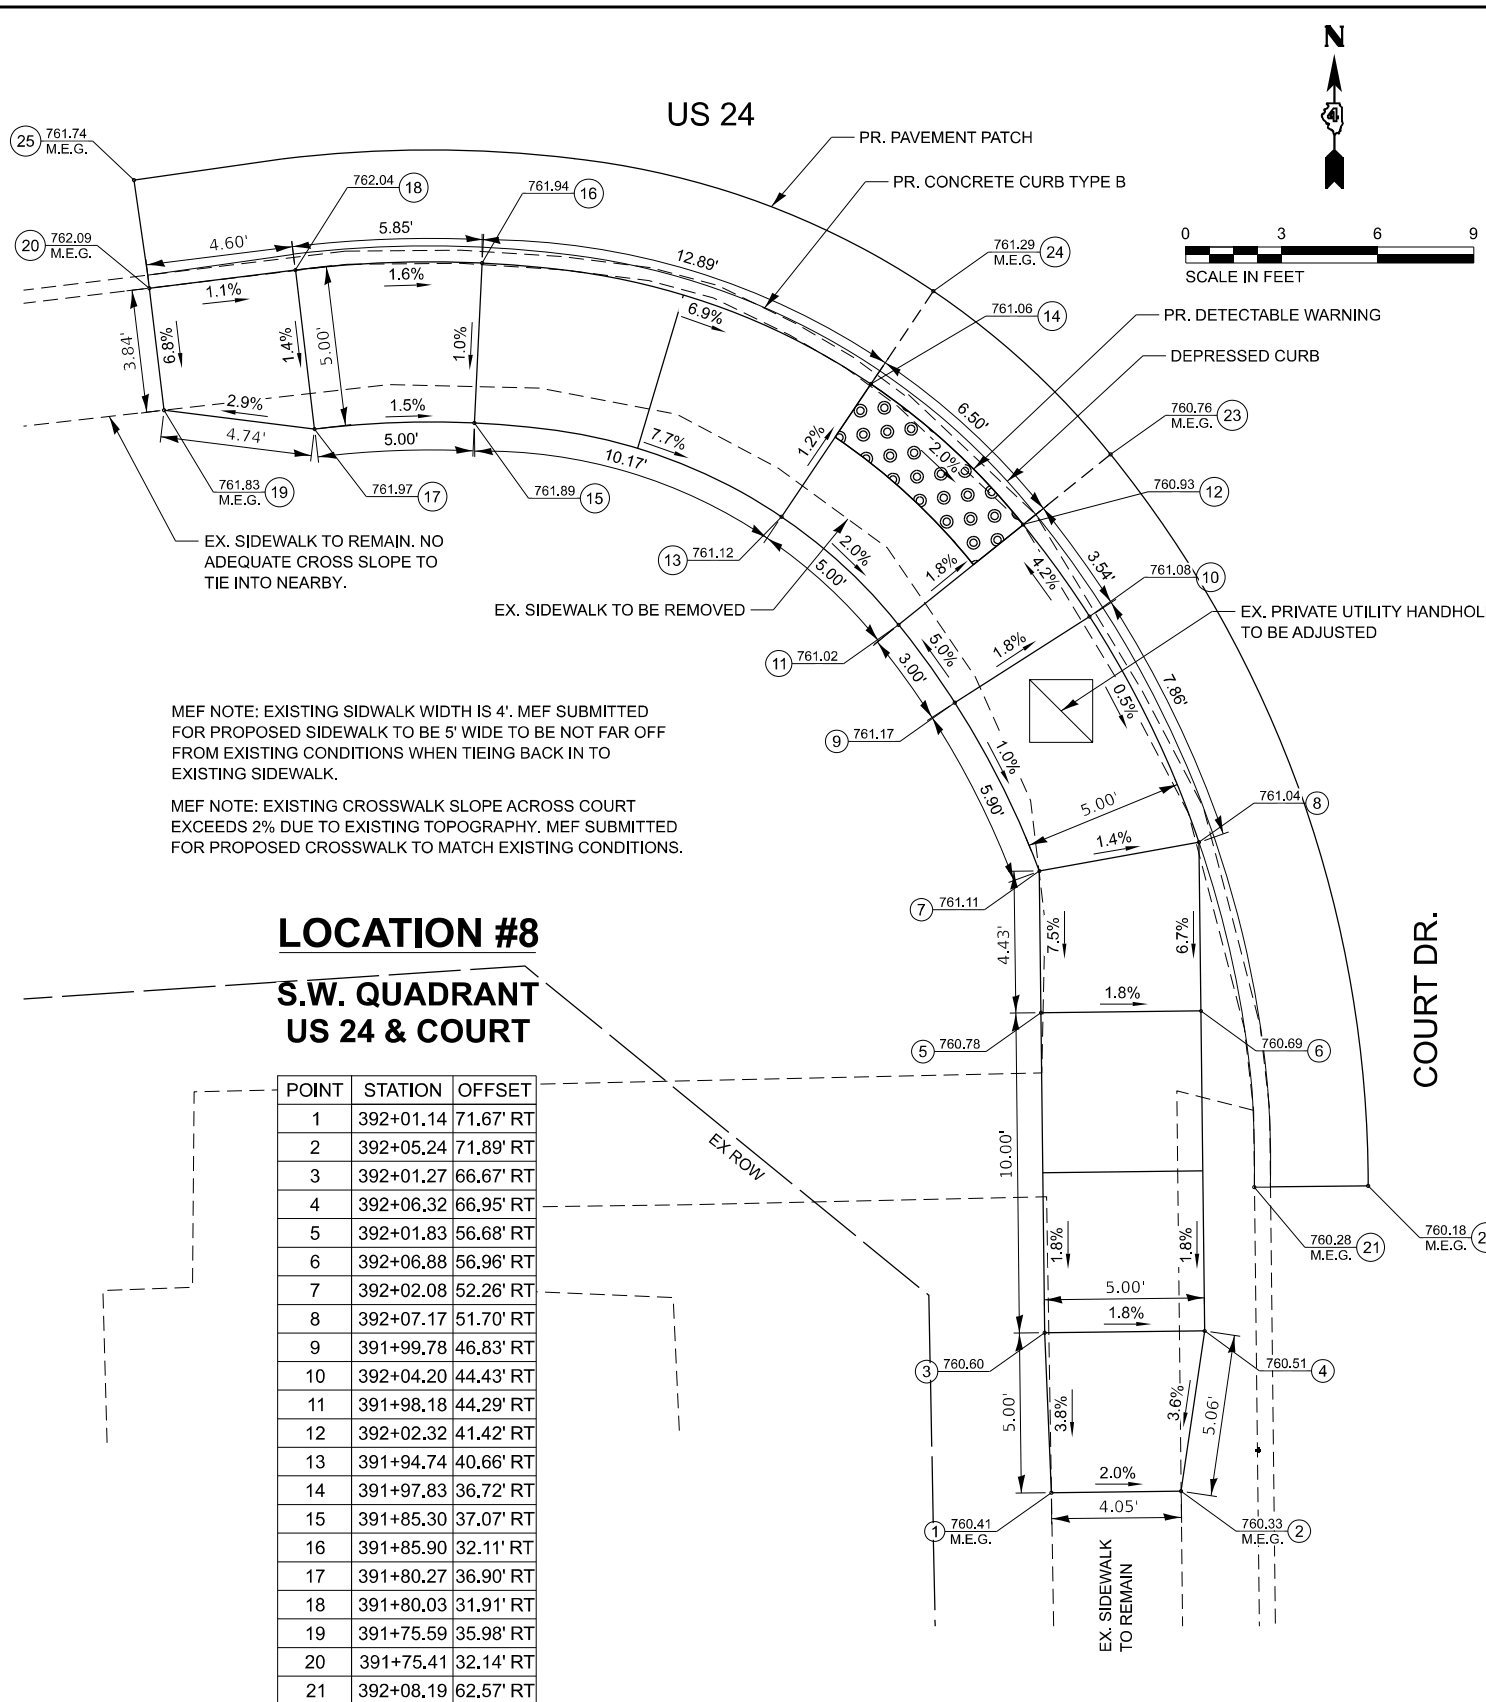 N
4
US 24
PR. PAVEMENT PATCH
PR. CONCRETE CURB TYPE B
0 3 6 9
SCALE IN FEET
PR. DETECTABLE WARNING
DEPRESSED CURB
25 761.74
M.E.G.
20 762.09
M.E.G.
762.04 18
761.94 16
761.29 24
M.E.G.
761.06 14
760.76 23
M.E.G.
760.93 12
761.08 10
EX. PRIVATE UTILITY HANDHOL
TO BE ADJUSTED
4.60'
5.85'
12.89'
1.1%
1.6%
6.9%
3.84'
6.8%
1.4%
5.00'
1.0%
2.9%
1.5%
4.74'
5.00'
7.7%
10.17'
1.2%
6.50'
2.0%
2.0%
5.00'
1.8%
4.2%
3.54'
761.83 19
M.E.G.
761.97 17
761.89 15
13 761.12
EX. SIDEWALK TO REMAIN. NO
ADEQUATE CROSS SLOPE TO
TIE INTO NEARBY.
EX. SIDEWALK TO BE REMOVED
11 761.02
3.00'
5.0%
1.8%
0.5%
7.86'
9 761.17
1.0%
5.90'
5.00'
1.4%
761.04 8
MEF NOTE: EXISTING SIDWALK WIDTH IS 4'. MEF SUBMITTED
FOR PROPOSED SIDEWALK TO BE 5' WIDE TO BE NOT FAR OFF
FROM EXISTING CONDITIONS WHEN TIEING BACK IN TO
EXISTING SIDEWALK.
MEF NOTE: EXISTING CROSSWALK SLOPE ACROSS COURT
EXCEEDS 2% DUE TO EXISTING TOPOGRAPHY. MEF SUBMITTED
FOR PROPOSED CROSSWALK TO MATCH EXISTING CONDITIONS.
7 761.11
4.43'
7.5%
6.7%
1.8%
5 760.78
760.69 6
COURT DR.
LOCATION #8
S.W. QUADRANT
US 24 & COURT
EX ROW
10.00'
1.8%
1.8%
5.00'
1.8%
760.28 21
M.E.G.
760.18 2
M.E.G.
3 760.60
760.51 4
5.00'
3.8%
3.6%
5.06'
2.0%
4.05'
1 760.41
M.E.G.
760.33 2
M.E.G.
EX. SIDEWALK
TO REMAIN
POINT STATION OFFSET
1 392+01.14 71.67' RT
2 392+05.24 71.89' RT
3 392+01.27 66.67' RT
4 392+06.32 66.95' RT
5 392+01.83 56.68' RT
6 392+06.88 56.96' RT
7 392+02.08 52.26' RT
8 392+07.17 51.70' RT
9 391+99.78 46.83' RT
10 392+04.20 44.43' RT
11 391+98.18 44.29' RT
12 392+02.32 41.42' RT
13 391+94.74 40.66' RT
14 391+97.83 36.72' RT
15 391+85.30 37.07' RT
16 391+85.90 32.11' RT
17 391+80.27 36.90' RT
18 391+80.03 31.91' RT
19 391+75.59 35.98' RT
20 391+75.41 32.14' RT
21 392+08.19 62.57' RT